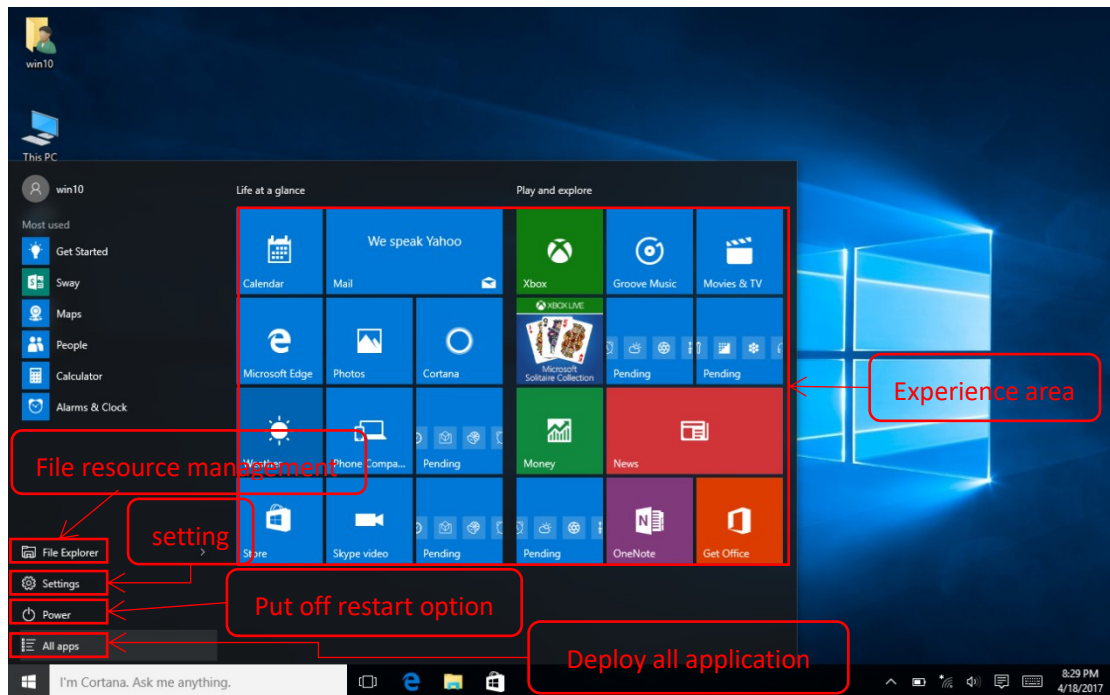 win10
This PC
win10
Most used
Get Started
Sway
Maps
People
Calculator
Alarms & Clock
File resource management
setting
File Explorer
Settings
Power
All apps
Put off restart option
Deploy all application
Life at a glance
Calendar
We speak Yahoo
Mail
Microsoft Edge
Photos
Cortana
Weather
Phone Compa...
Pending
Store
Skype video
Pending
Play and explore
Xbox
Groove Music
Movies & TV
XBOX LIVE
Microsoft
Solitaire Collection
Pending
Pending
Money
News
Pending
OneNote
Get Office
Experience area
I'm Cortana. Ask me anything.
8:29 PM
4/18/2017